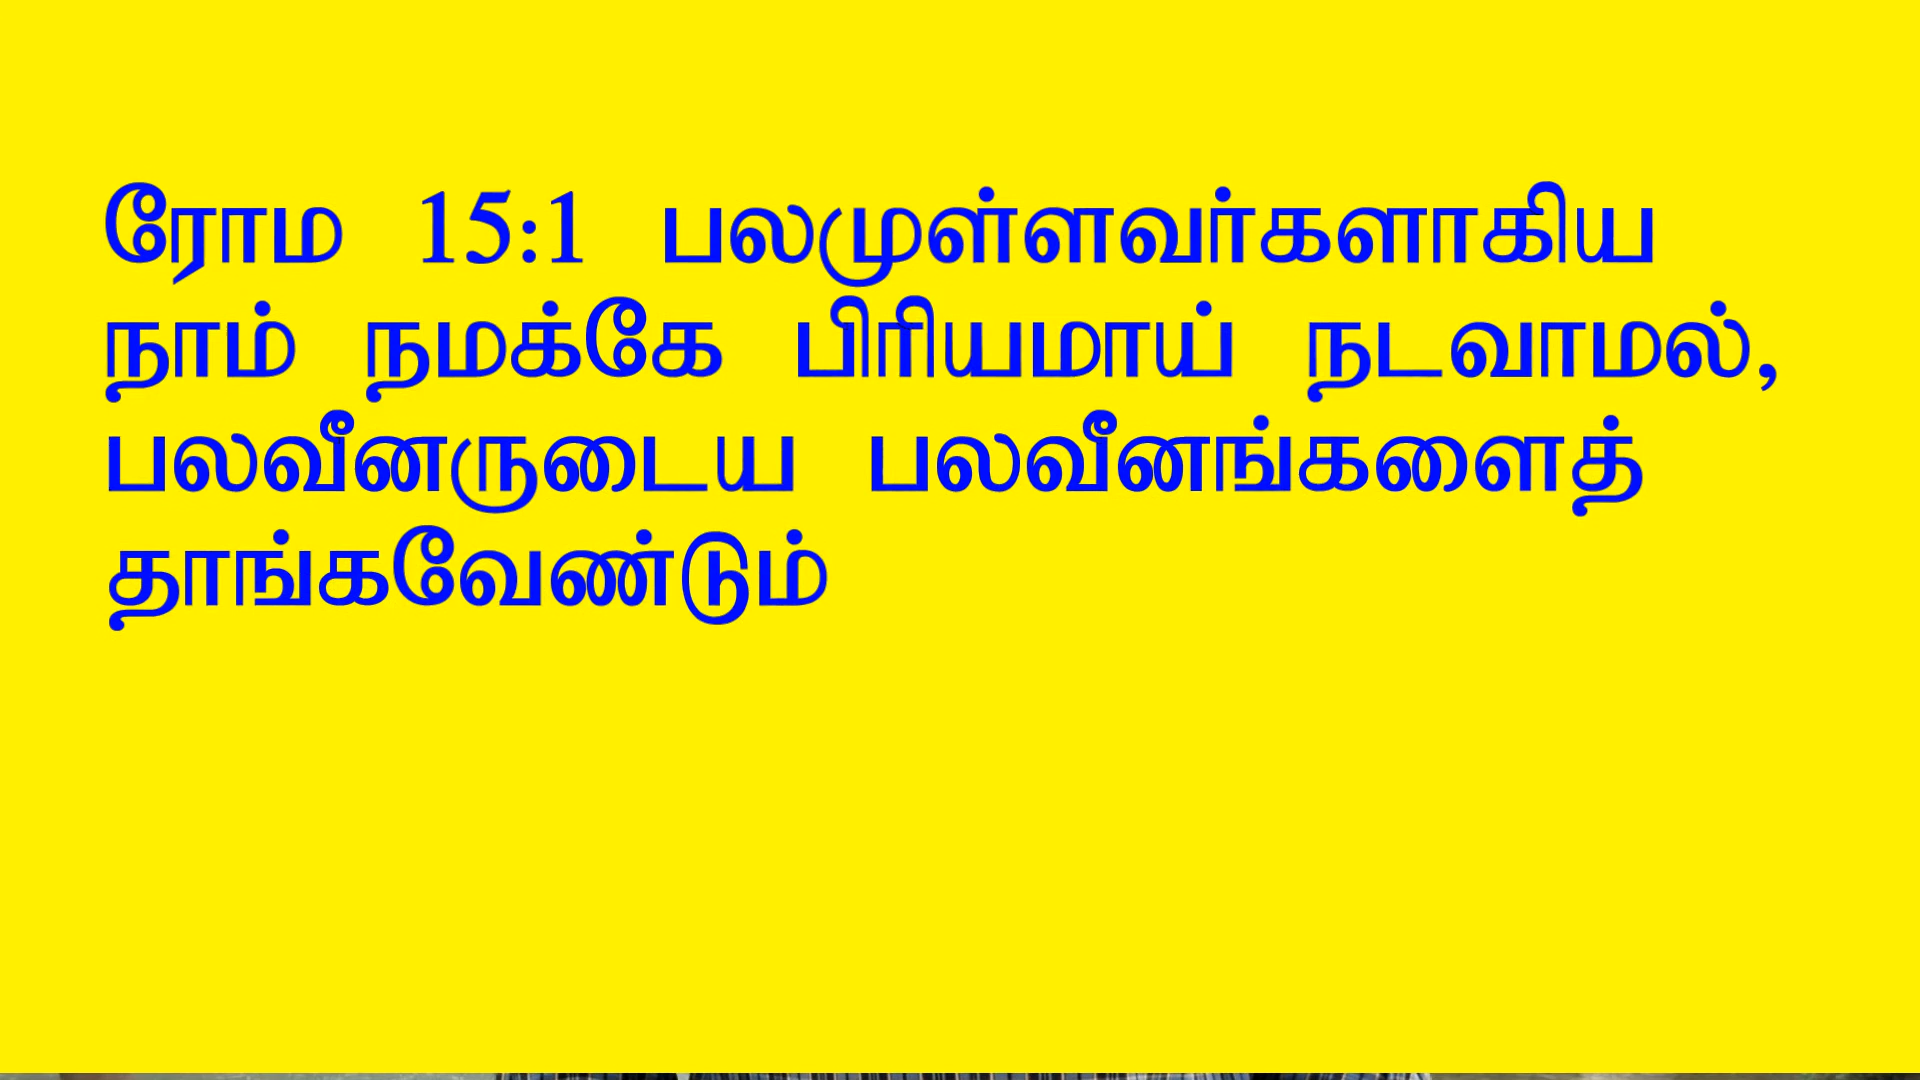 ரோம 15:1 பலமுள்ளவர்களாகிய
நாம் நமக்கே பிரியமாய் நடவாமல்,
பலவீனருடைய பலவீனங்களைத்
தாங்கவேண்டும்